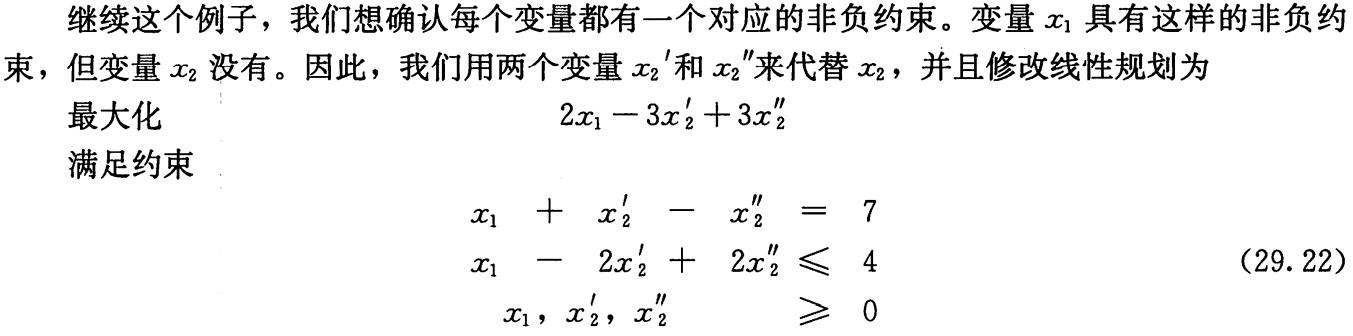 继续这个例子，我们想确认每个变量都有一个对应的非负约束。变量 x₁ 具有这样的非负约
束，但变量 x₂ 没有。因此，我们用两个变量 x₂′和 x₂″来代替 x₂，并且修改线性规划为
最大化 2x₁－3x₂′＋3x₂″
满足约束
x₁ ＋ x₂′ － x₂″ ＝ 7
x₁ － 2x₂′ ＋ 2x₂″ ⩽ 4 (29.22)
x₁，x₂′，x₂″ ⩾ 0